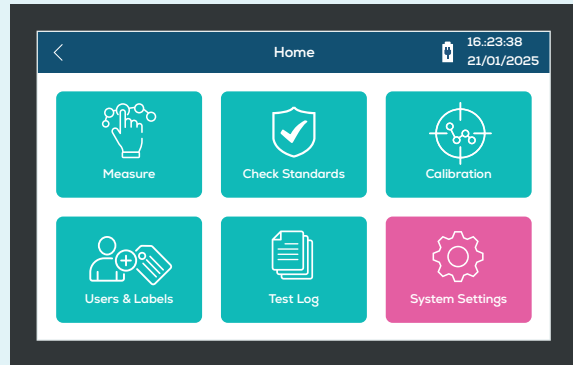 Home
16.:23:38
21/01/2025
Measure
Check Standards
Calibration
Users & Labels
Test Log
System Settings